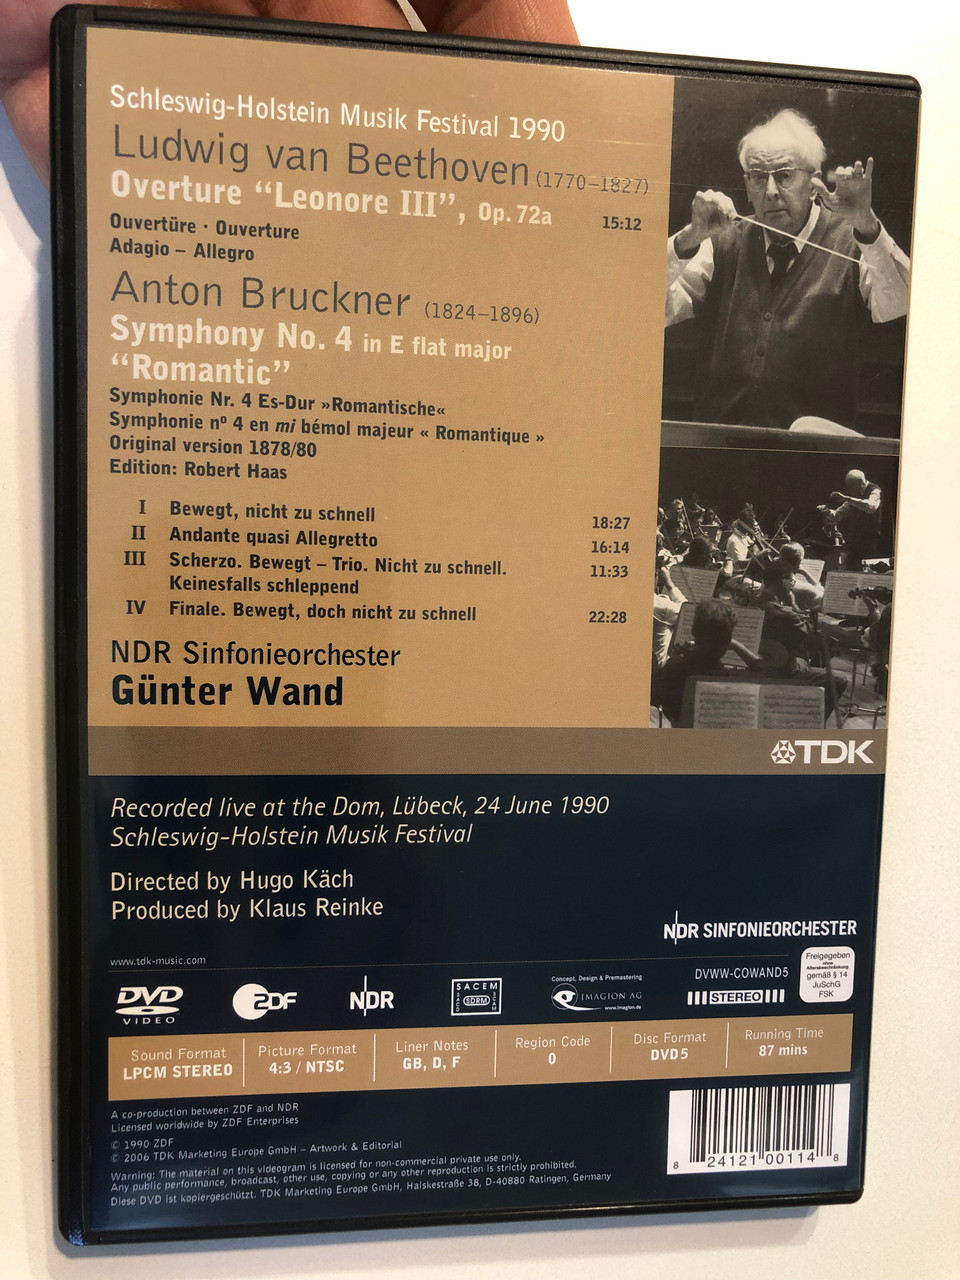 Schleswig-Holstein Musik Festival 1990
Ludwig van Beethoven (1770–1827)
Overture “Leonore III”, Op. 72a 15:12
Ouvertüre · Ouverture
Adagio – Allegro
Anton Bruckner (1824–1896)
Symphony No. 4 in E flat major
“Romantic”
Symphonie Nr. 4 Es-Dur »Romantische«
Symphonie nº 4 en mi bémol majeur « Romantique »
Original version 1878/80
Edition: Robert Haas
I Bewegt, nicht zu schnell 18:27
II Andante quasi Allegretto 16:14
III Scherzo. Bewegt – Trio. Nicht zu schnell. 11:33
Keinesfalls schleppend
IV Finale. Bewegt, doch nicht zu schnell 22:28
NDR Sinfonieorchester
Günter Wand
TDK
Recorded live at the Dom, Lübeck, 24 June 1990
Schleswig-Holstein Musik Festival
Directed by Hugo Käch
Produced by Klaus Reinke
NDR SINFONIEORCHESTER
www.tdk-music.com
DVD
VIDEO
ZDF
NDR
SACEM
SDRM
SACD
SCAM
Concept, Design & Premastering
IMAGION AG
www.imagion.de
DVWW-COWAND5
STEREO
Freigegeben
ohne
Altersbeschränkung
gemäß § 14
JuSchG
FSK
Sound Format
LPCM STEREO
Picture Format
4:3 / NTSC
Liner Notes
GB, D, F
Region Code
0
Disc Format
DVD5
Running Time
87 mins
A co-production between ZDF and NDR
Licensed worldwide by ZDF Enterprises
© 1990 ZDF
© 2006 TDK Marketing Europe GmbH – Artwork & Editorial
Warning: The material on this videogram is licensed for non-commercial private use only.
Any public performance, broadcast, other use, copying or any other reproduction is strictly prohibited.
Diese DVD ist kopiergeschützt. TDK Marketing Europe GmbH, Halskestraße 38, D-40880 Ratingen, Germany
8 24121 00114 8